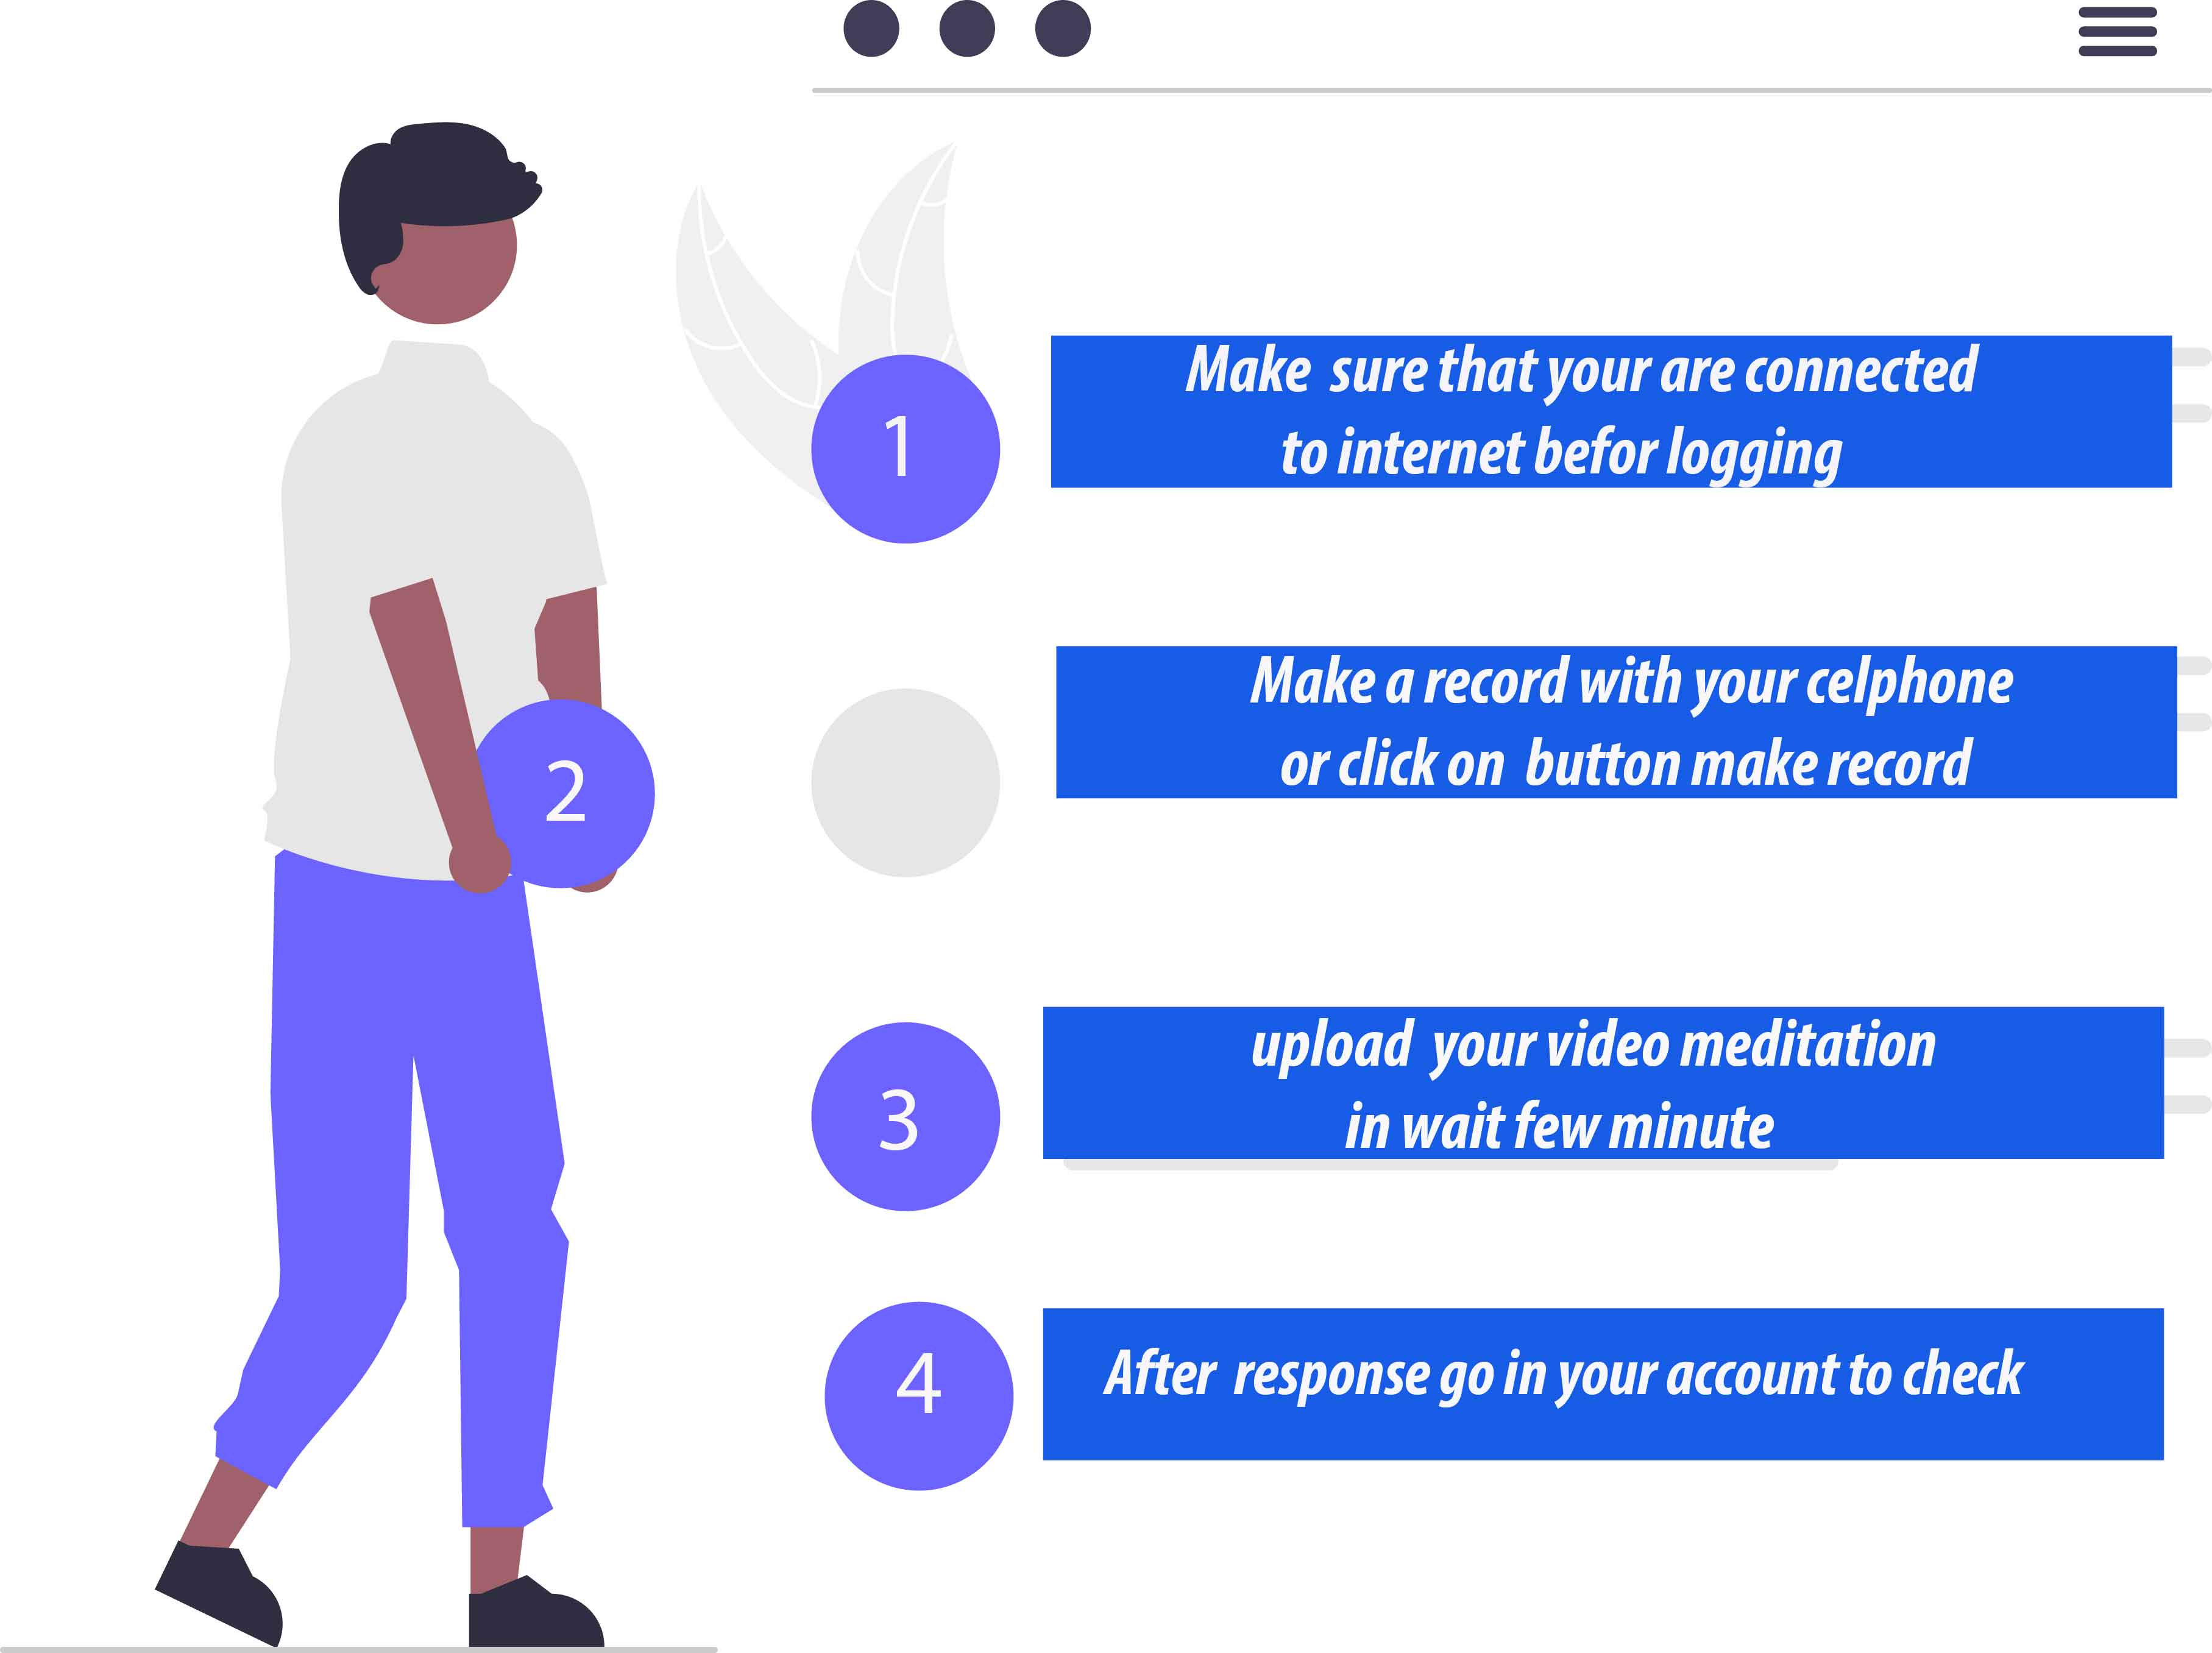 1
Make  sure that your are connected
to internet befor logging
2
Make a record with your celphone
or click on  button make record
3
upload  your video meditation
in wait few minute
4
After response go in your account to check